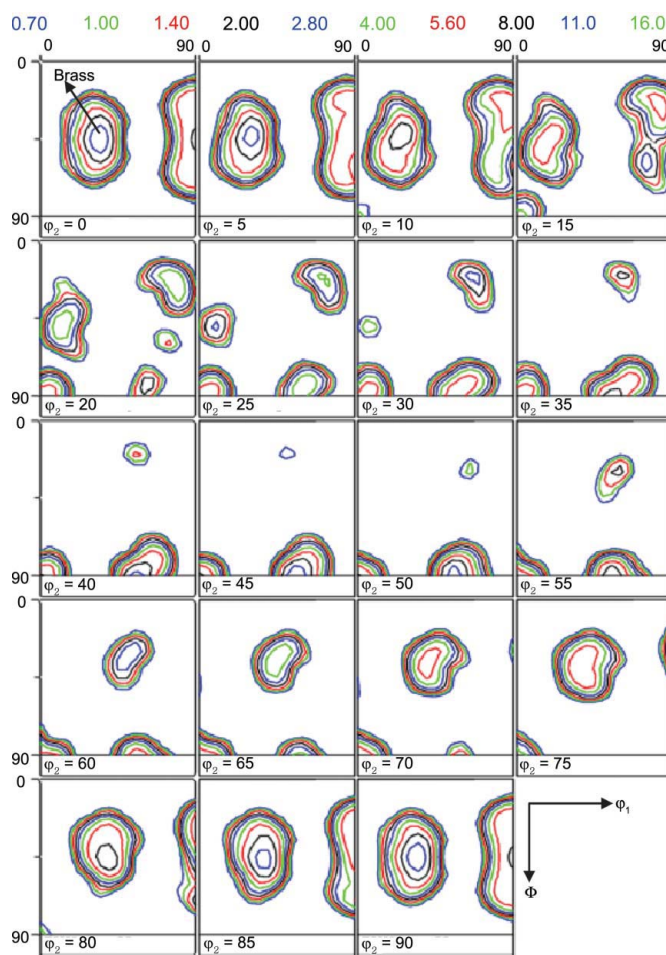 0.70 1.00 1.40 2.00 2.80 4.00 5.60 8.00 11.0 16.0
0 90 0 90 0 90 0 90
0
Brass
90
φ₂ = 0 φ₂ = 5 φ₂ = 10 φ₂ = 15
0
90
φ₂ = 20 φ₂ = 25 φ₂ = 30 φ₂ = 35
0
90
φ₂ = 40 φ₂ = 45 φ₂ = 50 φ₂ = 55
0
90
φ₂ = 60 φ₂ = 65 φ₂ = 70 φ₂ = 75
0
φ₁
Φ
90
φ₂ = 80 φ₂ = 85 φ₂ = 90